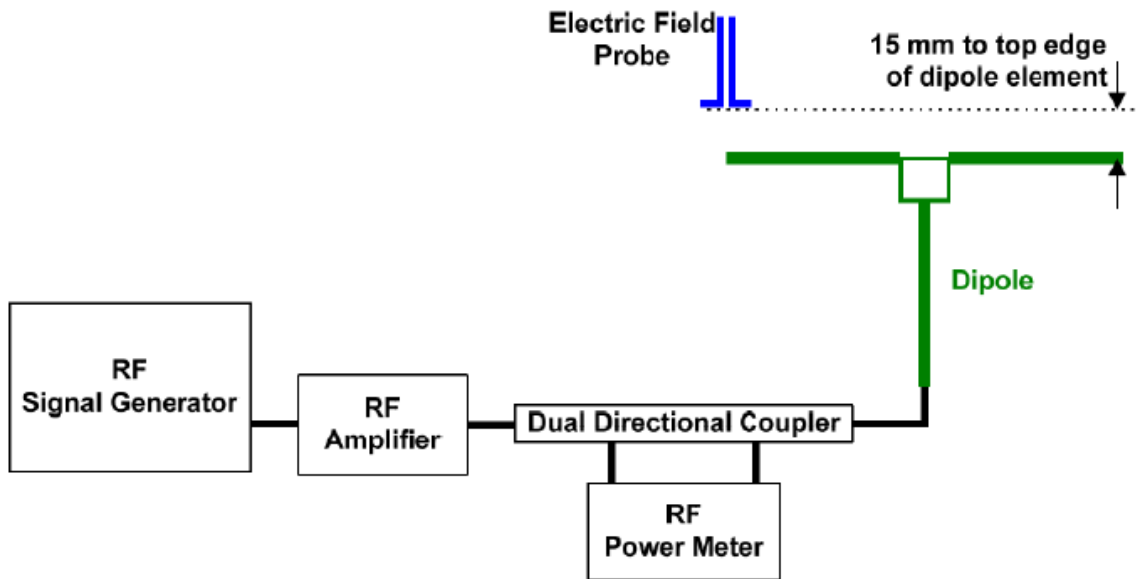 Electric Field
Probe
15 mm to top edge
of dipole element
Dipole
RF
Signal Generator
RF
Amplifier
Dual Directional Coupler
RF
Power Meter